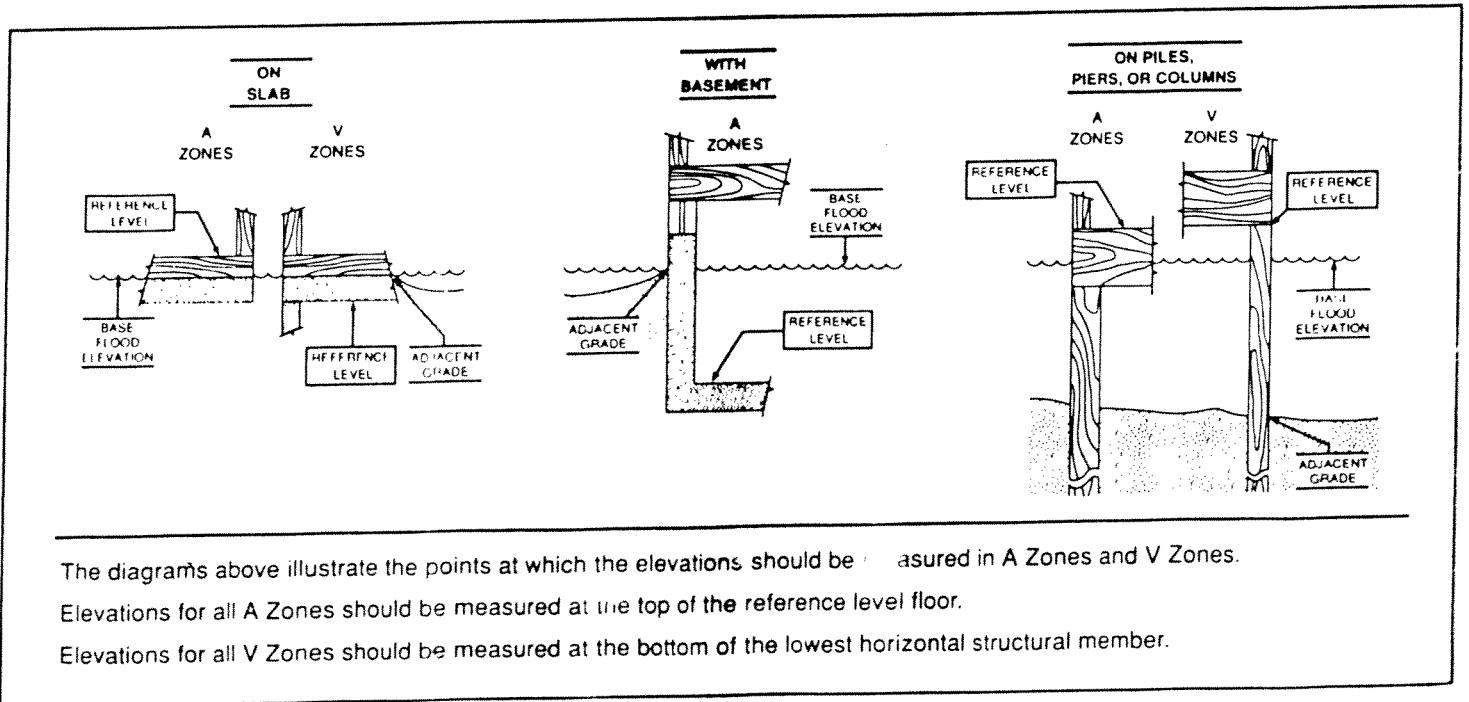 ON
SLAB
A
ZONES
V
ZONES
REFERENCE
LEVEL
BASE
FLOOD
ELEVATION
REFERENCE
LEVEL
ADJACENT
GRADE
WITH
BASEMENT
A
ZONES
BASE
FLOOD
ELEVATION
ADJACENT
GRADE
REFERENCE
LEVEL
ON PILES,
PIERS, OR COLUMNS
A
ZONES
V
ZONES
REFERENCE
LEVEL
REFERENCE
LEVEL
BASE
FLOOD
ELEVATION
ADJACENT
GRADE
The diagrams above illustrate the points at which the elevations should be asured in A Zones and V Zones.
Elevations for all A Zones should be measured at the top of the reference level floor.
Elevations for all V Zones should be measured at the bottom of the lowest horizontal structural member.